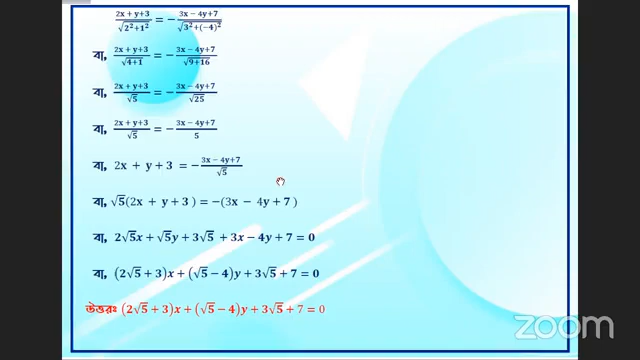 (2x + y+3)/√(2²+1²) = −(3x − 4y+7)/√(3²+(−4)²)
বা, (2x + y+3)/√(4+1) = −(3x − 4y+7)/√(9+16)
বা, (2x + y+3)/√5 = −(3x − 4y+7)/√25
বা, (2x + y+3)/√5 = −(3x − 4y+7)/5
বা, 2x + y + 3 = −(3x − 4y+7)/√5
বা, √5(2x + y + 3 ) = −(3x − 4y + 7 )
বা, 2√5x + √5y + 3√5 + 3x − 4y + 7 = 0
বা, (2√5 + 3)x + (√5 − 4)y + 3√5 + 7 = 0
উত্তরঃ (2√5 + 3)x + (√5 − 4)y + 3√5 + 7 = 0
zoom